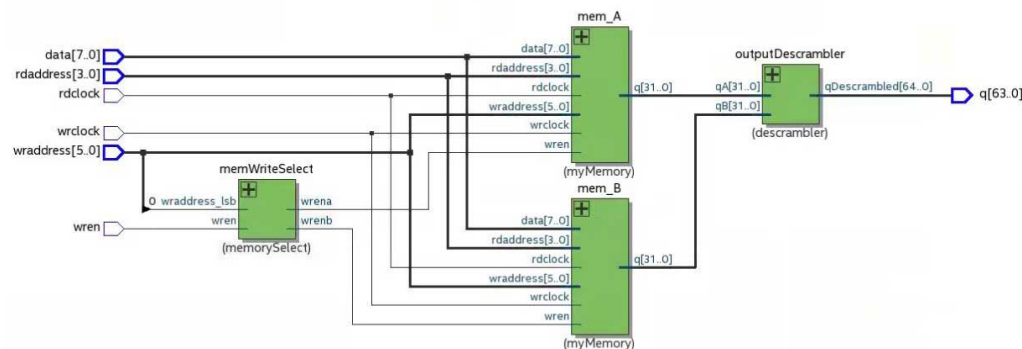 mem_A
data[7..0]
rdaddress[3..0]
rdclock
wrclock
wraddress[5..0]
wren
memWriteSelect
0
wraddress_lsb
wren
wrena
wrenb
(memorySelect)
data[7..0]
rdaddress[3..0]
rdclock
wraddress[5..0]
wrclock
wren
q[31..0]
(myMemory)
mem_B
data[7..0]
rdaddress[3..0]
rdclock
wraddress[5..0]
wrclock
wren
q[31..0]
(myMemory)
outputDescrambler
qA[31..0]
qB[31..0]
qDescrambled[64..0]
(descrambler)
q[63.0]